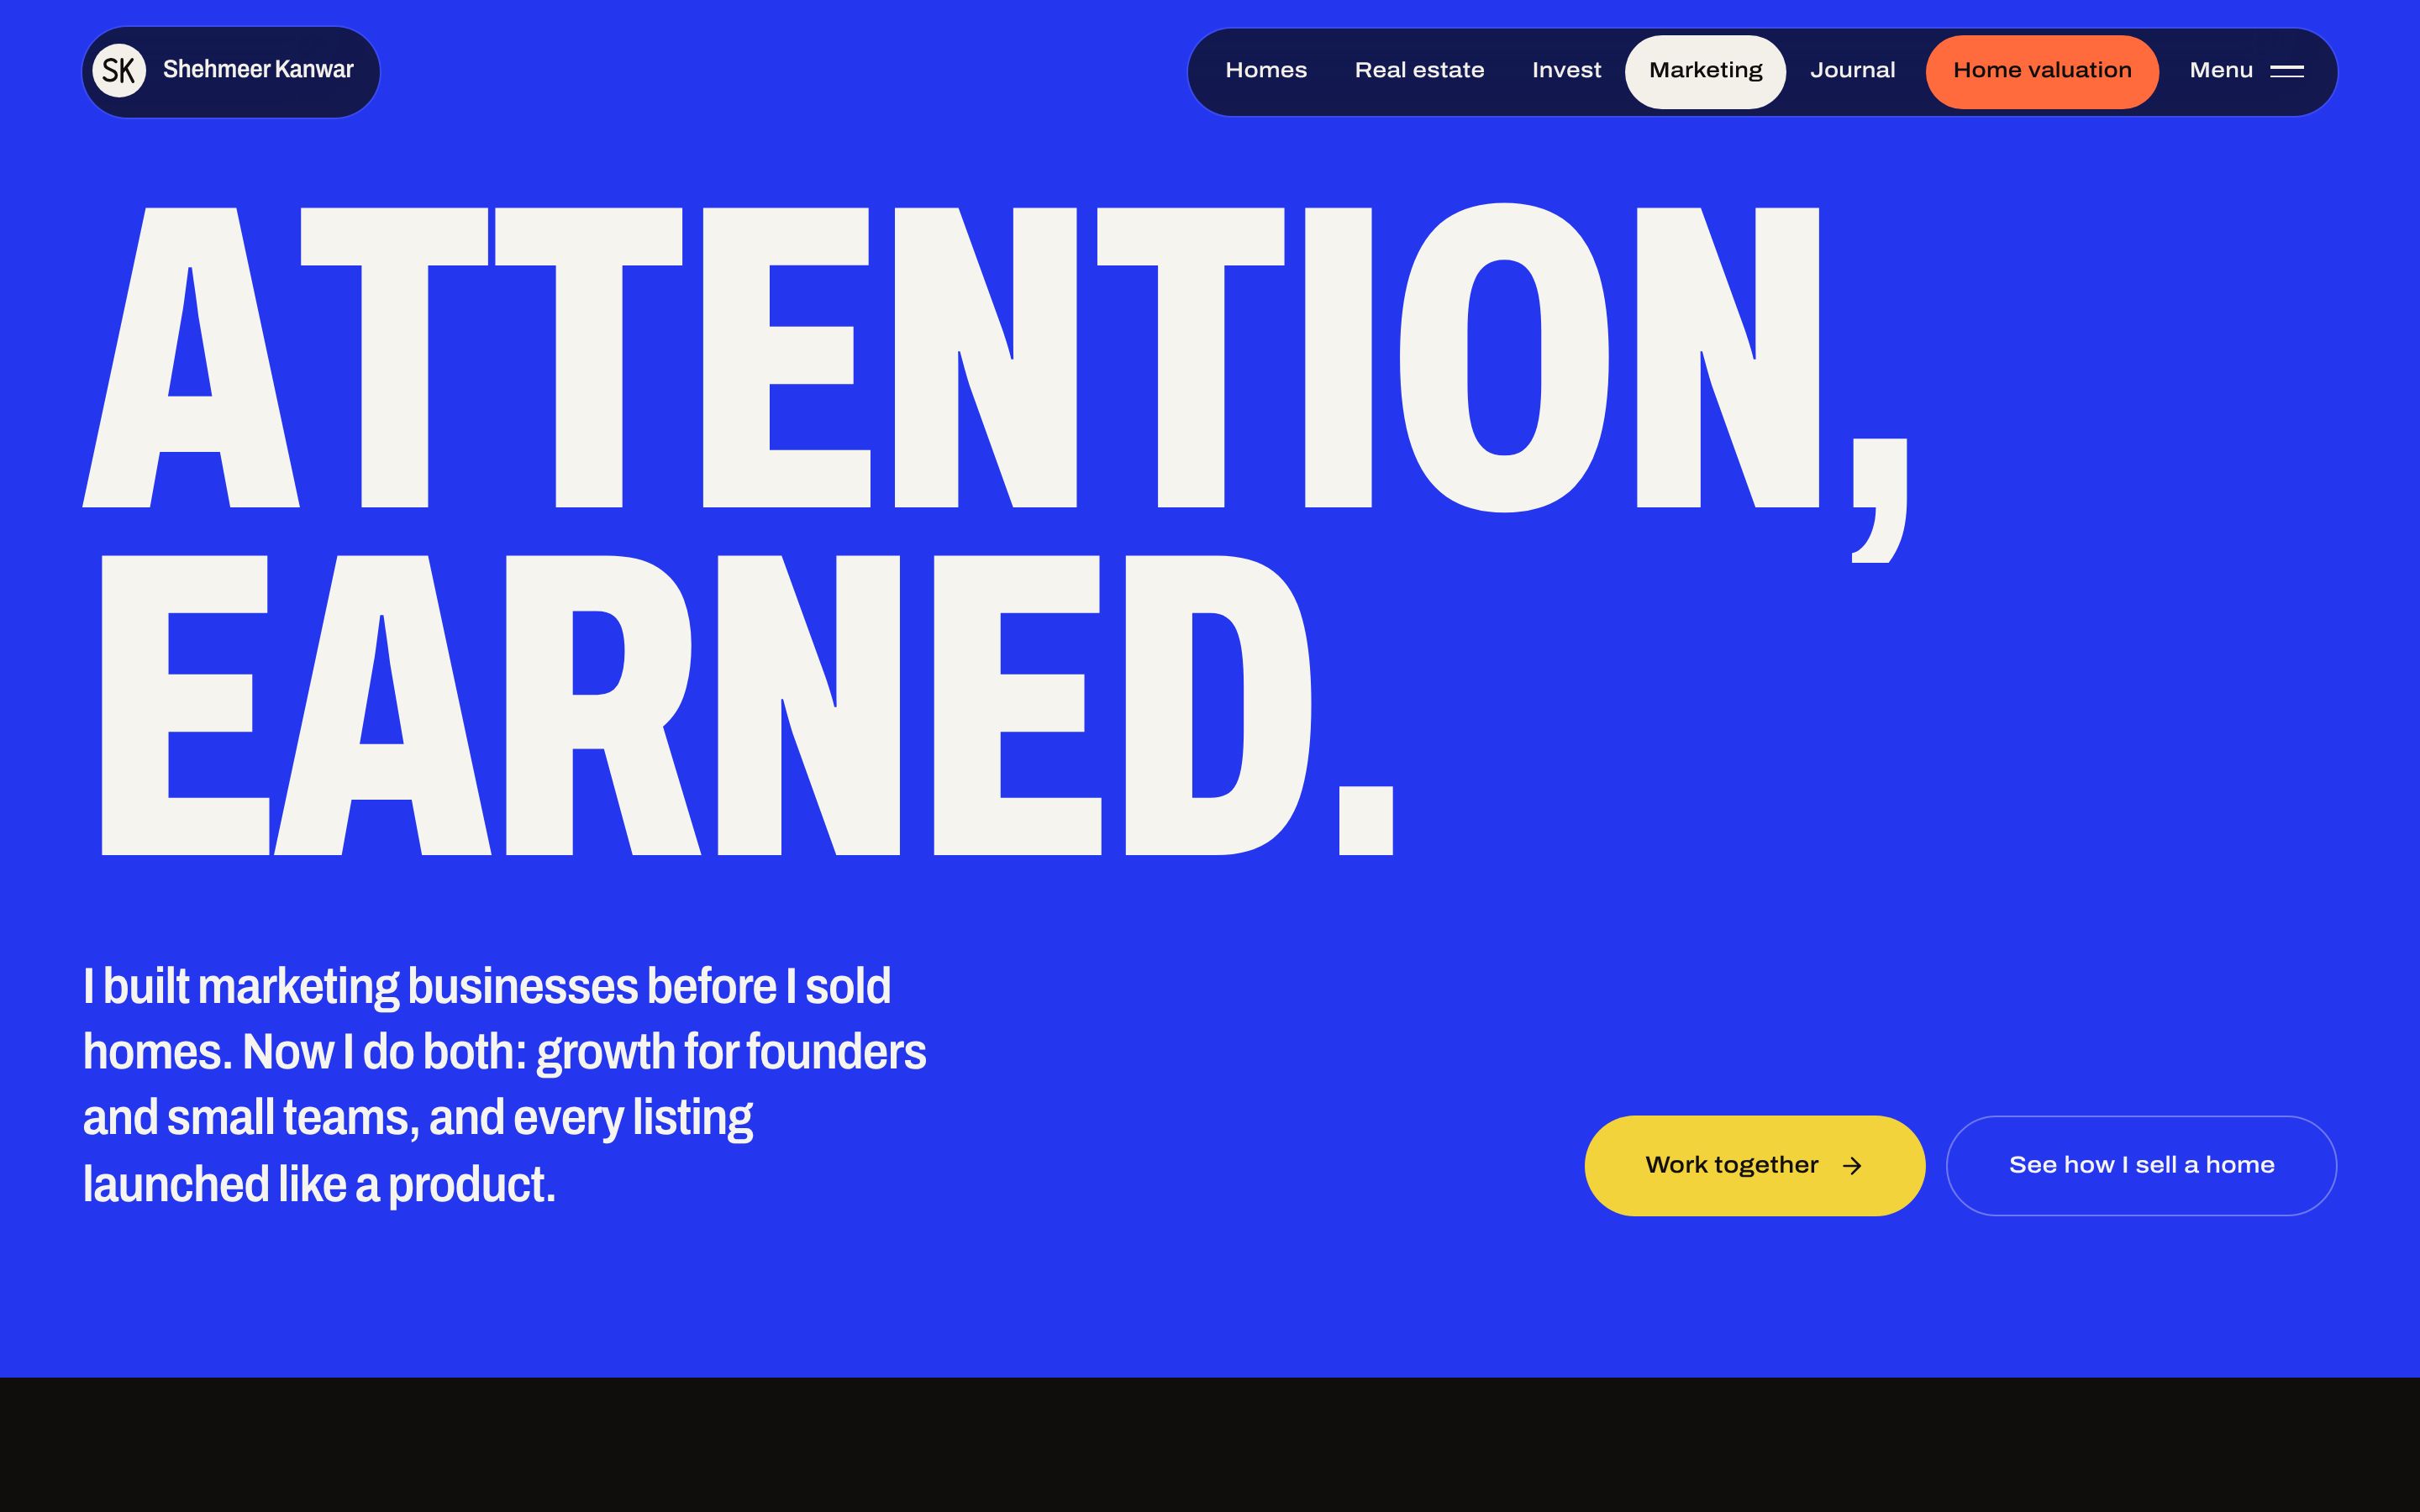 SK Shehmeer Kanwar
Homes Real estate Invest Marketing Journal Home valuation Menu
ATTENTION,
EARNED.
I built marketing businesses before I sold
homes. Now I do both: growth for founders
and small teams, and every listing
launched like a product.
Work together → See how I sell a home